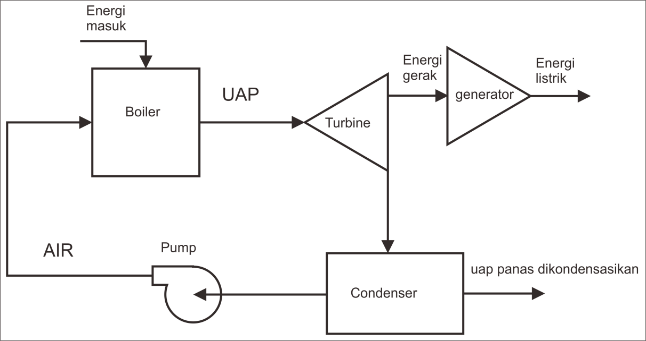 Energi
masuk
Boiler
UAP
Turbine
Energi
gerak
generator
Energi
listrik
AIR
Pump
Condenser
uap panas dikondensasikan